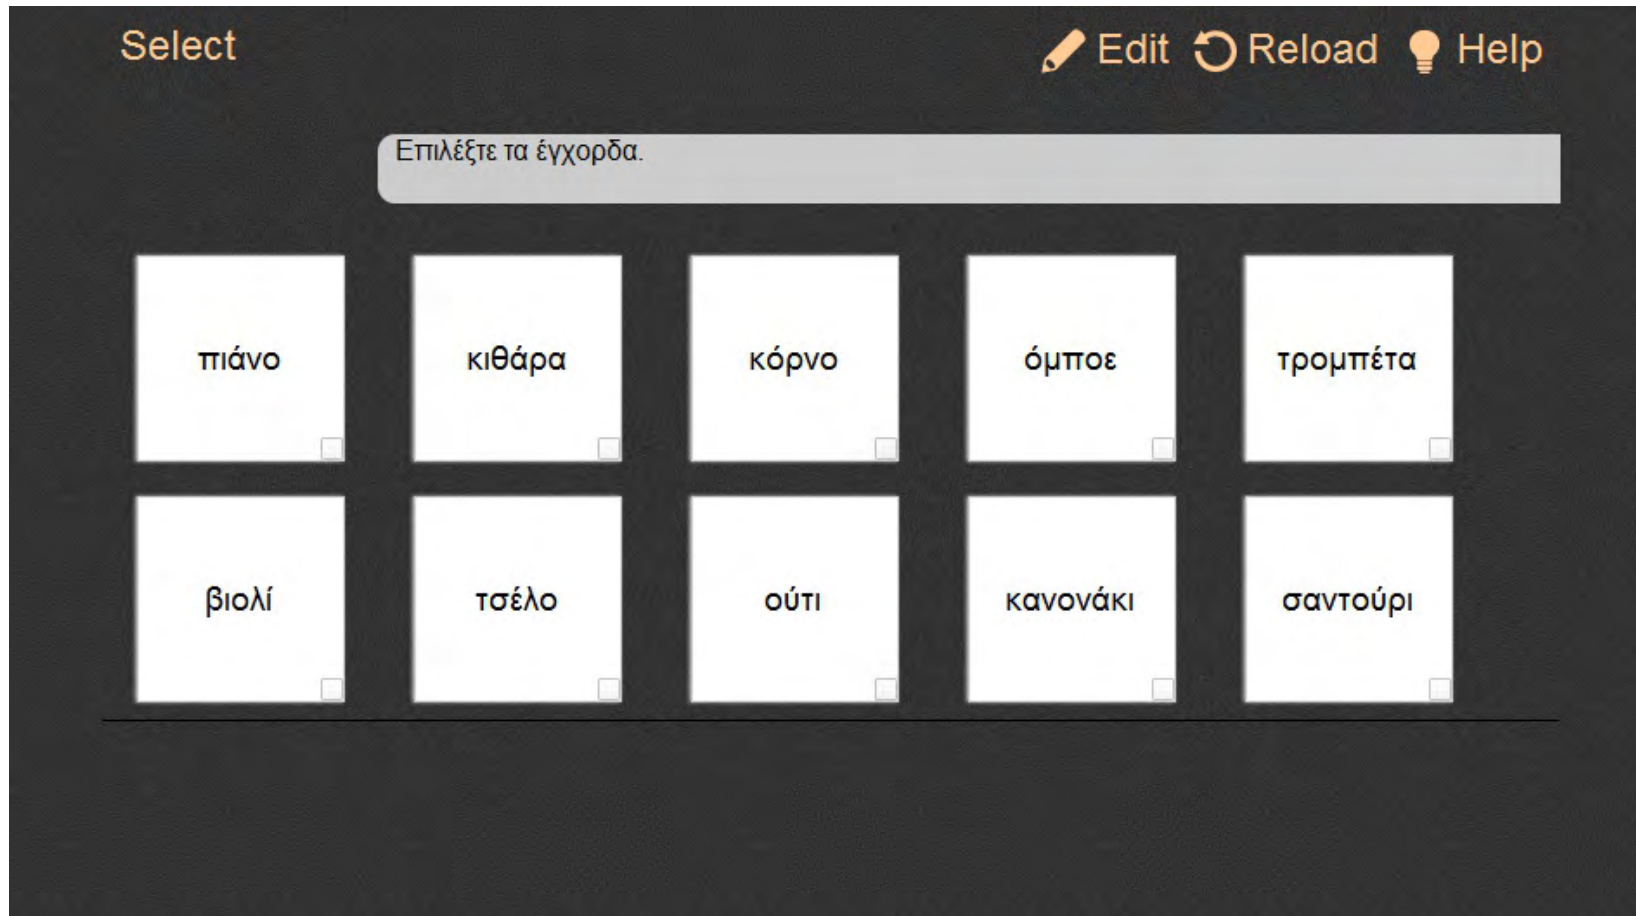 Select Edit Reload Help
Επιλέξτε τα έγχορδα.
πιάνο κιθάρα κόρνο όμποε τρομπέτα
βιολί τσέλο ούτι κανονάκι σαντούρι